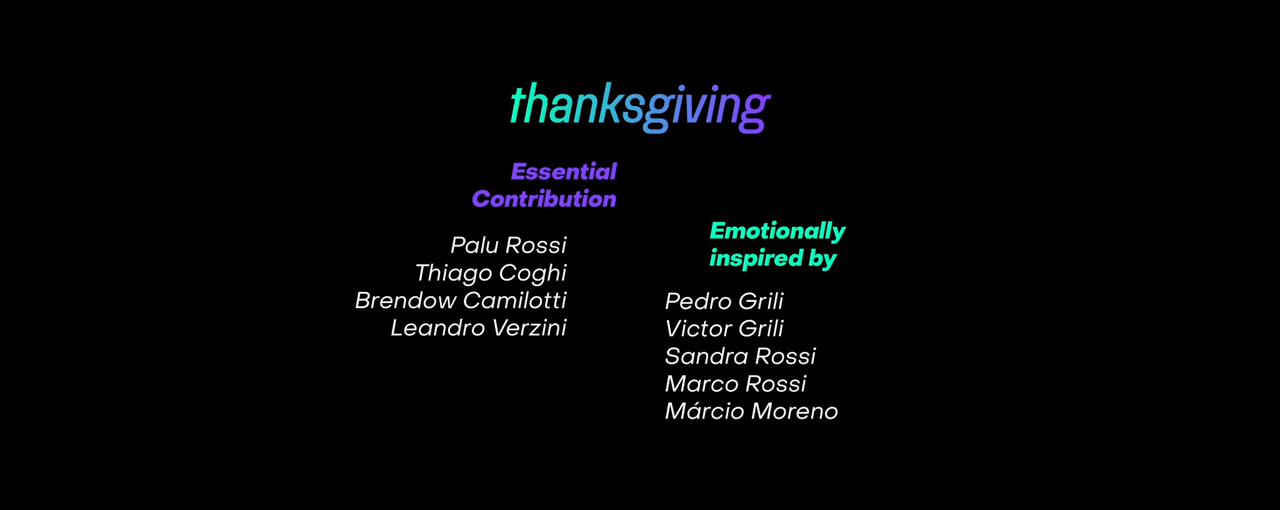 thanksgiving
Essential
Contribution
Palu Rossi
Thiago Coghi
Brendow Camilotti
Leandro Verzini
Emotionally
inspired by
Pedro Grili
Victor Grili
Sandra Rossi
Marco Rossi
Márcio Moreno